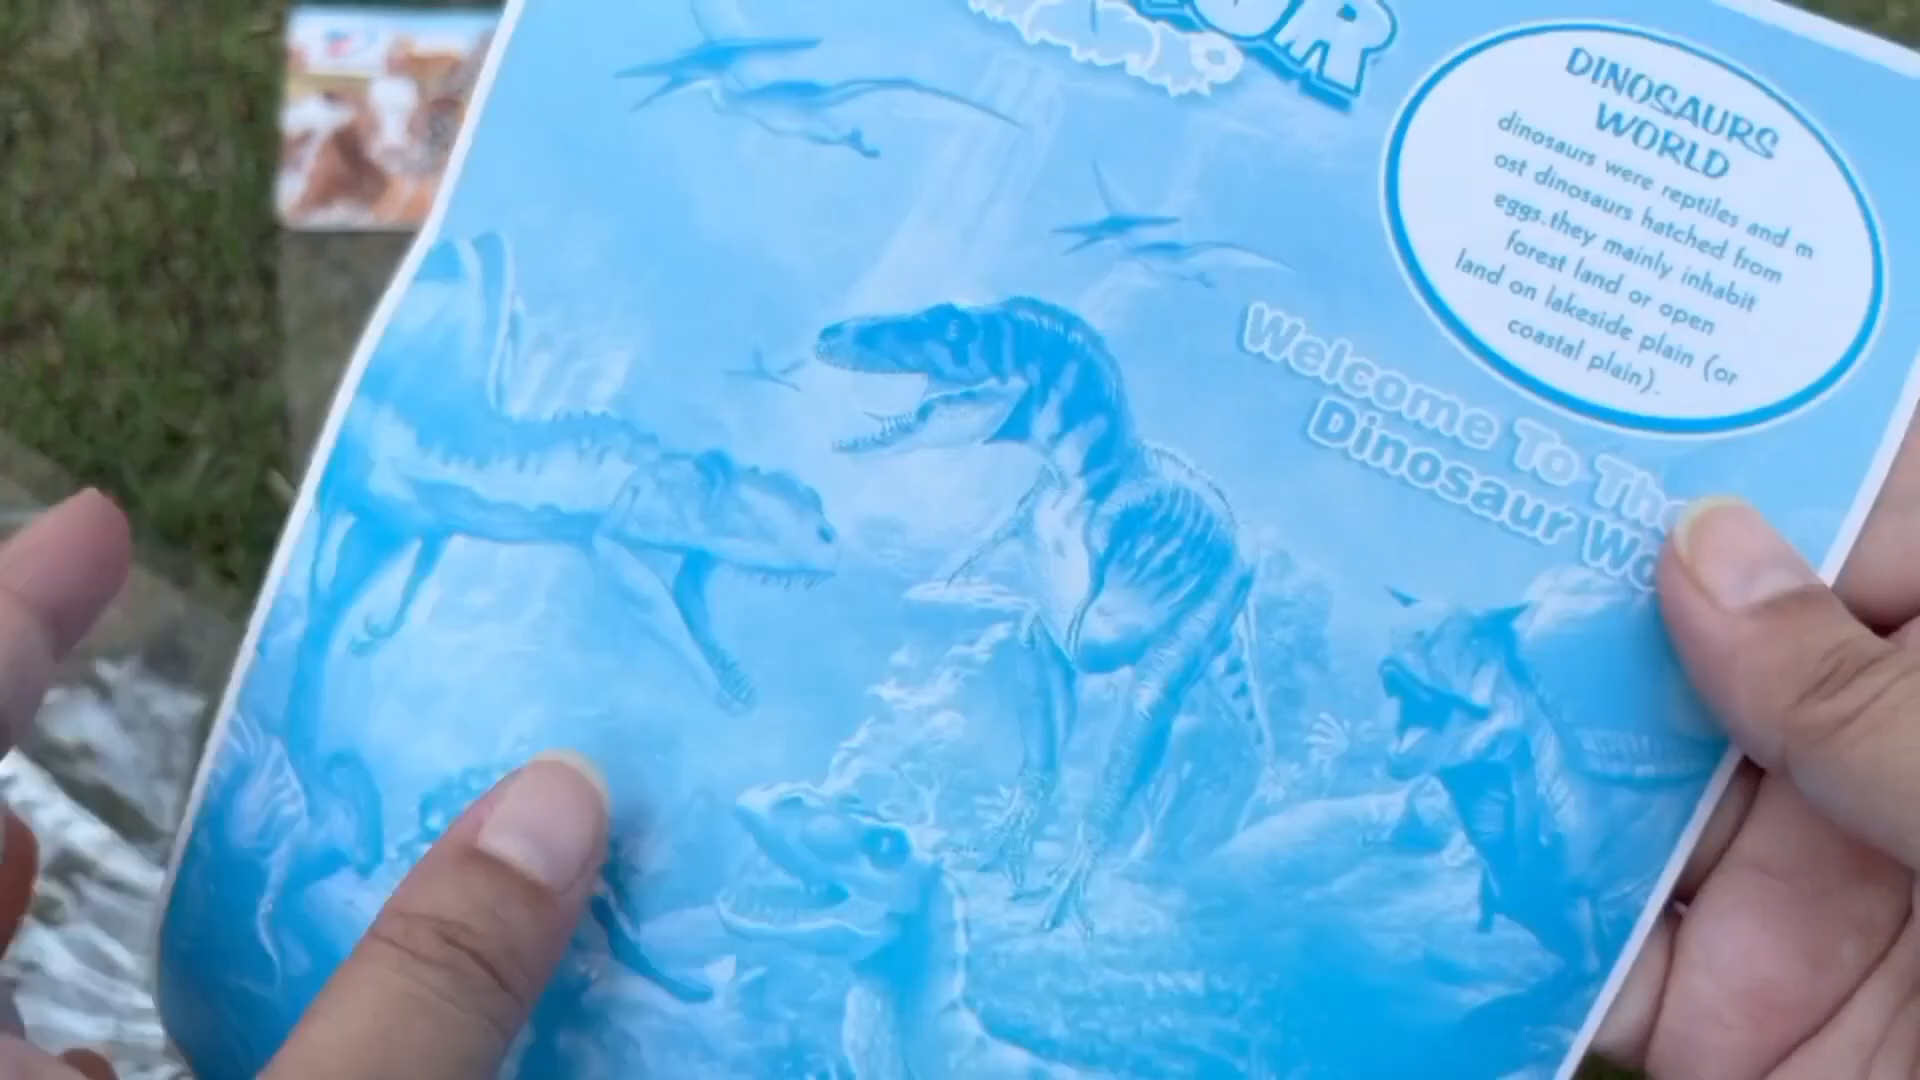 DINOSAURS
WORLD
dinosaurs were reptiles and m
ost dinosaurs hatched from
eggs.they mainly inhabit
forest land or open
land on lakeside plain (or
coastal plain).
Welcome To The
Dinosaur